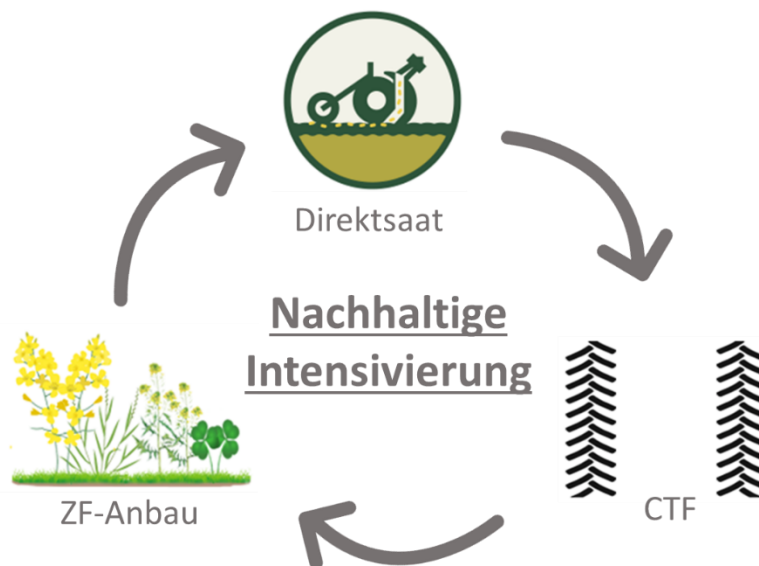 Direktsaat
Nachhaltige
Intensivierung
ZF-Anbau
CTF